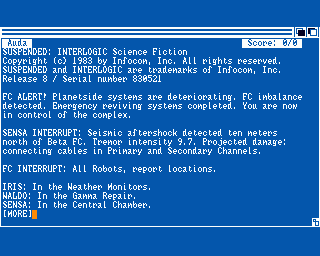 Auda Score: 0/0
SUSPENDED: INTERLOGIC Science Fiction
Copyright (c) 1983 by Infocom, Inc. All rights reserved.
SUSPENDED and INTERLOGIC are trademarks of Infocom, Inc.
Release 8 / Serial number 830521
FC ALERT! Planetside systems are deteriorating. FC imbalance
detected. Emergency reviving systems completed. You are now
in control of the complex.
SENSA INTERRUPT: Seismic aftershock detected ten meters
north of Beta FC. Tremor intensity 9.7. Projected damage:
connecting cables in Primary and Secondary Channels.
FC INTERRUPT: All Robots, report locations.
IRIS: In the Weather Monitors.
WALDO: In the Gamma Repair.
SENSA: In the Central Chamber.
[MORE]